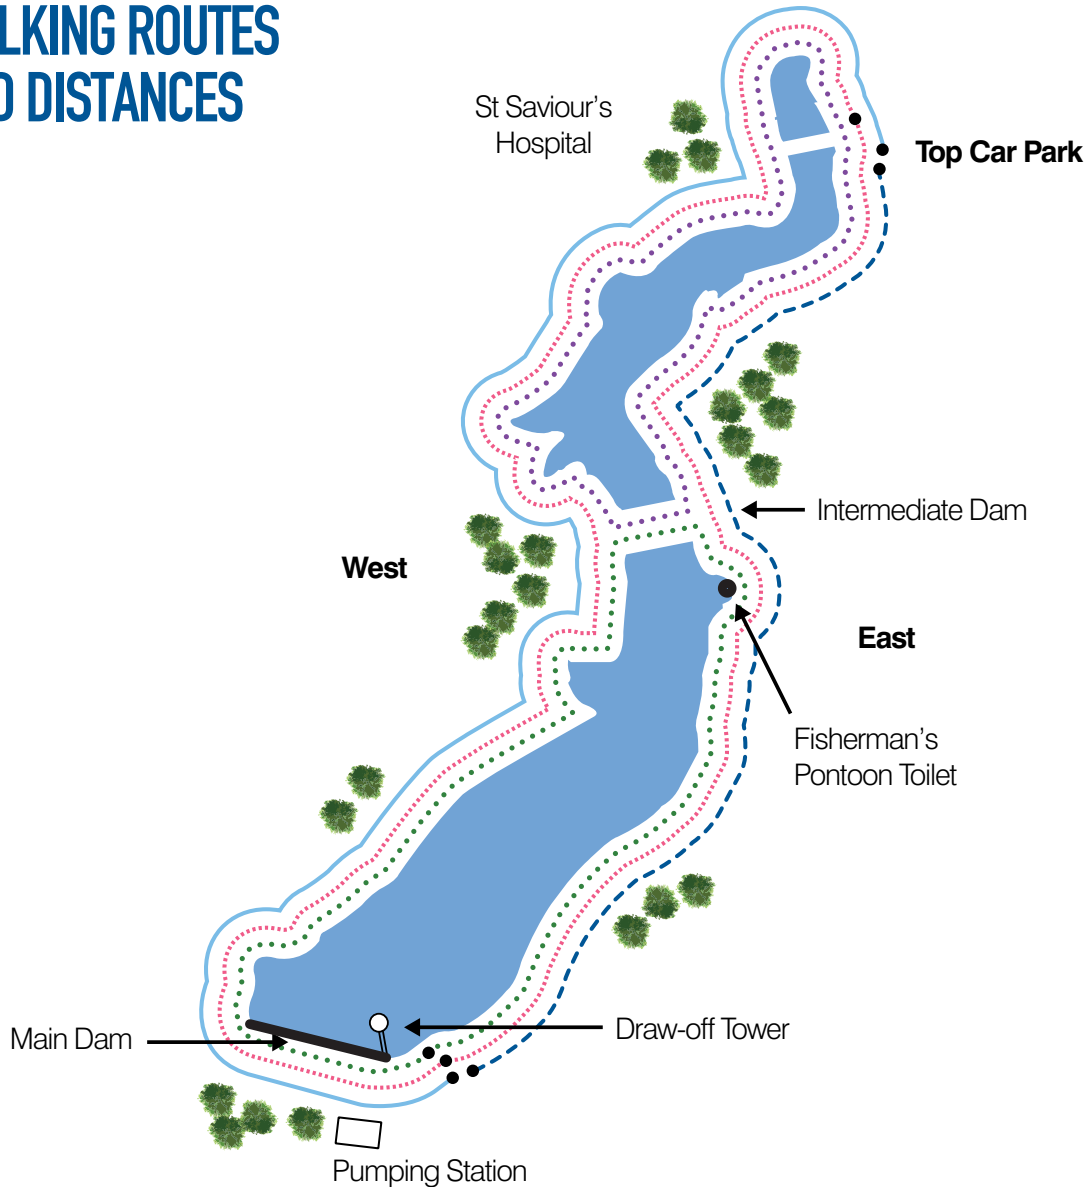 LKING ROUTES
DISTANCES
St Saviour's
Hospital
Top Car Park
Intermediate Dam
West
East
Fisherman's
Pontoon Toilet
Main Dam
Draw-off Tower
Pumping Station